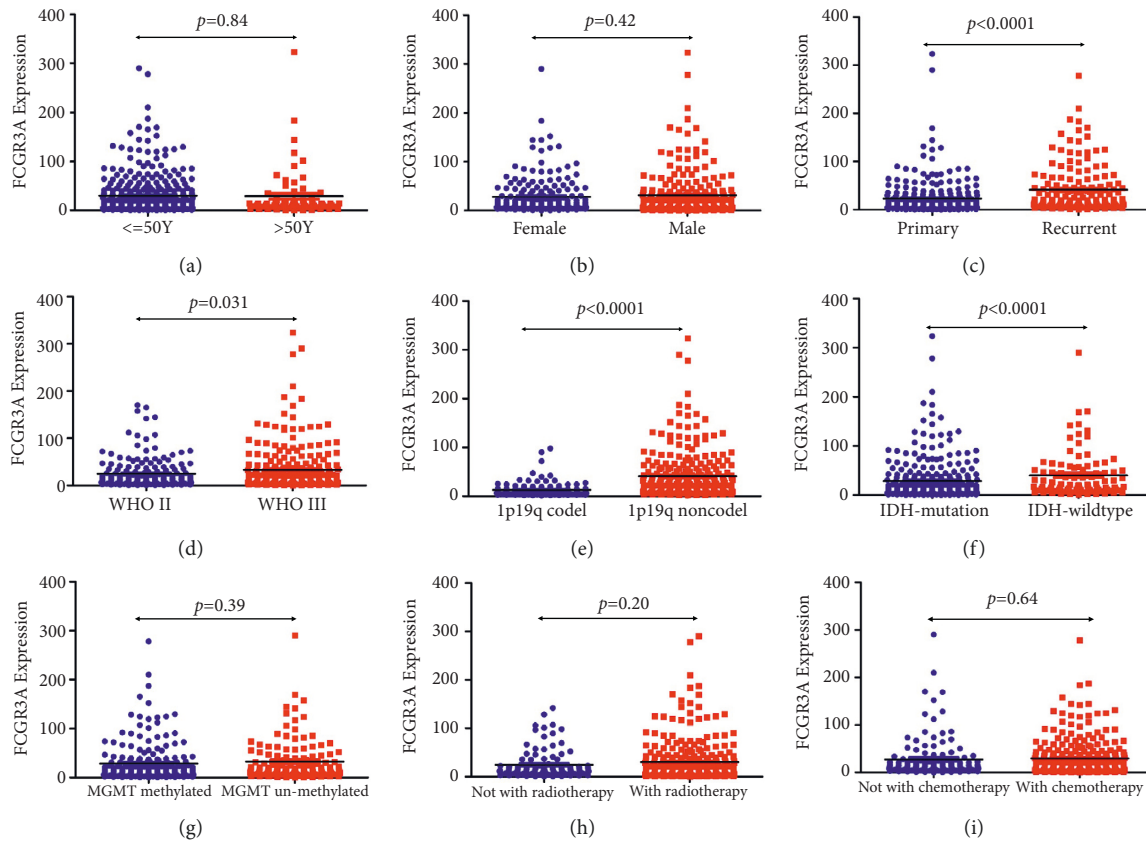 p=0.84
FCGR3A Expression
400
300
200
100
0
<=50Y
>50Y
(a)
p=0.42
FCGR3A Expression
400
300
200
100
0
Female
Male
(b)
p<0.0001
FCGR3A Expression
400
300
200
100
0
Primary
Recurrent
(c)
p=0.031
FCGR3A Expression
400
300
200
100
0
WHO II
WHO III
(d)
p<0.0001
FCGR3A Expression
400
300
200
100
0
1p19q codel
1p19q noncodel
(e)
p<0.0001
FCGR3A Expression
400
300
200
100
0
IDH-mutation
IDH-wildtype
(f)
p=0.39
FCGR3A Expression
400
300
200
100
0
MGMT methylated
MGMT un-methylated
(g)
p=0.20
FCGR3A Expression
400
300
200
100
0
Not with radiotherapy
With radiotherapy
(h)
p=0.64
FCGR3A Expression
400
300
200
100
0
Not with chemotherapy
With chemotherapy
(i)